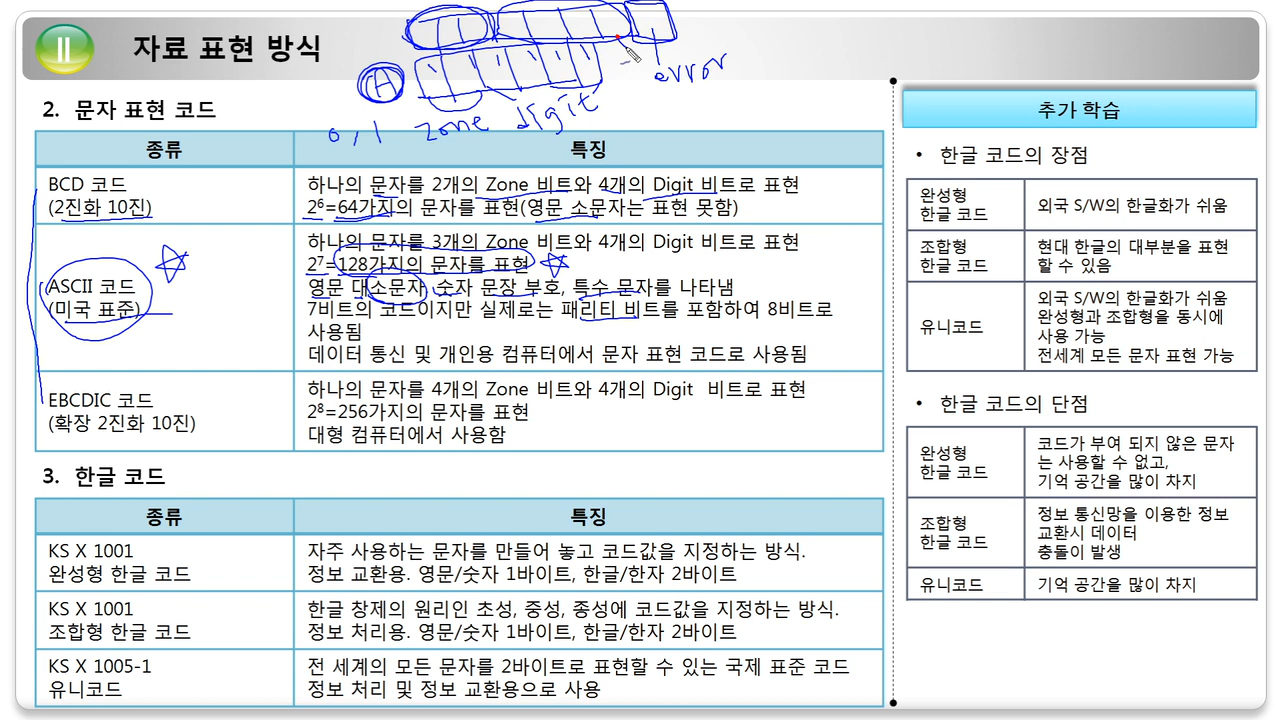 II 자료 표현 방식
error
A
0, 1 zone digit
2. 문자 표현 코드
종류 특징
BCD 코드
(2진화 10진)
하나의 문자를 2개의 Zone 비트와 4개의 Digit 비트로 표현
2⁶=64가지의 문자를 표현(영문 소문자는 표현 못함)
ASCII 코드
(미국 표준)
하나의 문자를 3개의 Zone 비트와 4개의 Digit 비트로 표현
2⁷=128가지의 문자를 표현
영문 대소문자, 숫자 문장 부호, 특수 문자를 나타냄
7비트의 코드이지만 실제로는 패리티 비트를 포함하여 8비트로
사용됨
데이터 통신 및 개인용 컴퓨터에서 문자 표현 코드로 사용됨
EBCDIC 코드
(확장 2진화 10진)
하나의 문자를 4개의 Zone 비트와 4개의 Digit 비트로 표현
2⁸=256가지의 문자를 표현
대형 컴퓨터에서 사용함
3. 한글 코드
종류 특징
KS X 1001
완성형 한글 코드
자주 사용하는 문자를 만들어 놓고 코드값을 지정하는 방식.
정보 교환용. 영문/숫자 1바이트, 한글/한자 2바이트
KS X 1001
조합형 한글 코드
한글 창제의 원리인 초성, 중성, 종성에 코드값을 지정하는 방식.
정보 처리용. 영문/숫자 1바이트, 한글/한자 2바이트
KS X 1005-1
유니코드
전 세계의 모든 문자를 2바이트로 표현할 수 있는 국제 표준 코드
정보 처리 및 정보 교환용으로 사용
추가 학습
• 한글 코드의 장점
완성형
한글 코드
외국 S/W의 한글화가 쉬움
조합형
한글 코드
현대 한글의 대부분을 표현
할 수 있음
유니코드
외국 S/W의 한글화가 쉬움
완성형과 조합형을 동시에
사용 가능
전세계 모든 문자 표현 가능
• 한글 코드의 단점
완성형
한글 코드
코드가 부여 되지 않은 문자
는 사용할 수 없고,
기억 공간을 많이 차지
조합형
한글 코드
정보 통신망을 이용한 정보
교환시 데이터
충돌이 발생
유니코드
기억 공간을 많이 차지